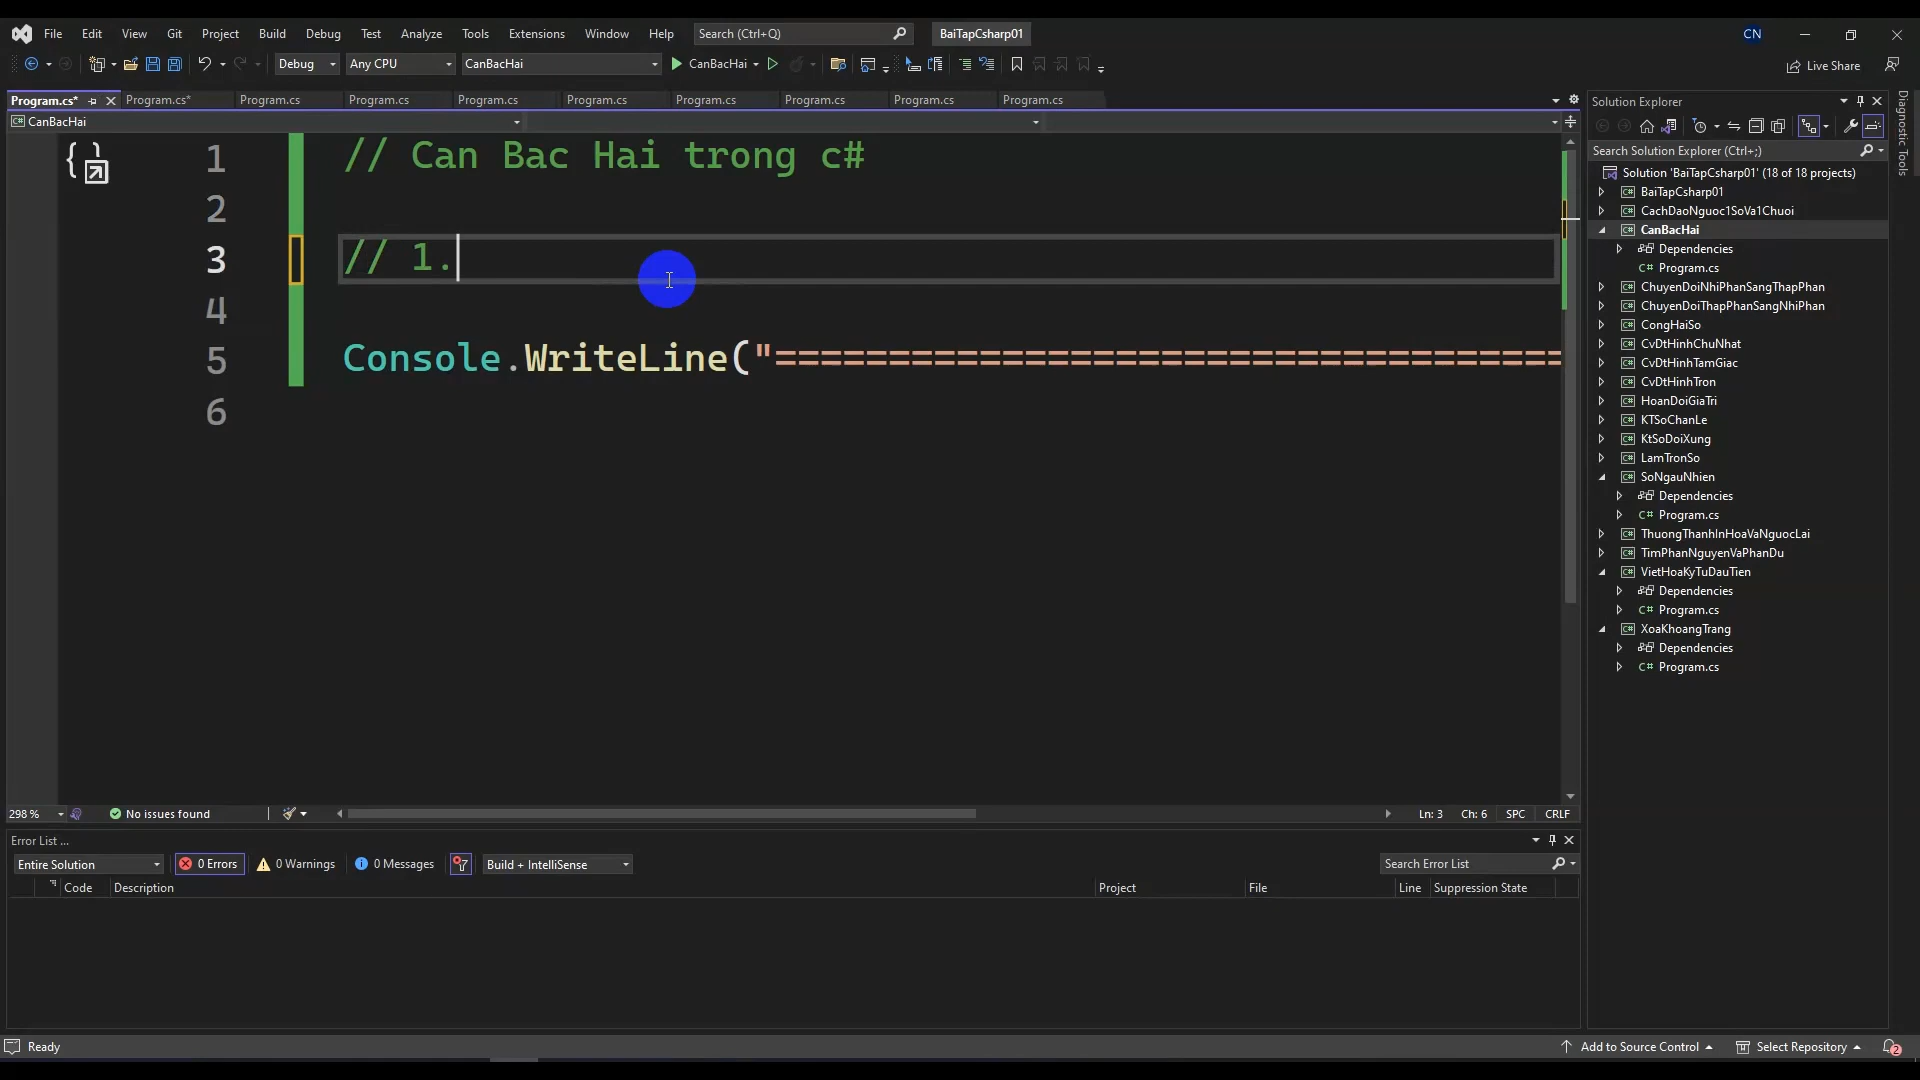 File Edit View Git Project Build Debug Test Analyze Tools Extensions Window Help Search (Ctrl+Q) BaiTapCsharp01 CN
Debug Any CPU CanBacHai CanBacHai Live Share
Program.cs* Program.cs* Program.cs Program.cs Program.cs Program.cs Program.cs Program.cs Program.cs Program.cs
CanBacHai
1 // Can Bac Hai trong c#
2
3 // 1.
4
5 Console.WriteLine("===================================
6
298 % No issues found Ln: 3 Ch: 6 SPC CRLF
Error List ...
Entire Solution 0 Errors 0 Warnings 0 Messages Build + IntelliSense Search Error List
Code Description Project File Line Suppression State
Solution Explorer
Search Solution Explorer (Ctrl+;)
Solution 'BaiTapCsharp01' (18 of 18 projects)
C# BaiTapCsharp01
C# CachDaoNguoc1SoVa1Chuoi
C# CanBacHai
Dependencies
C# Program.cs
C# ChuyenDoiNhiPhanSangThapPhan
C# ChuyenDoiThapPhanSangNhiPhan
C# CongHaiSo
C# CvDtHinhChuNhat
C# CvDtHinhTamGiac
C# CvDtHinhTron
C# HoanDoiGiaTri
C# KTSoChanLe
C# KtSoDoiXung
C# LamTronSo
C# SoNgauNhien
Dependencies
C# Program.cs
C# ThuongThanhInHoaVaNguocLai
C# TimPhanNguyenVaPhanDu
C# VietHoaKyTuDauTien
Dependencies
C# Program.cs
C# XoaKhoangTrang
Dependencies
C# Program.cs
Diagnostic Tools
Ready Add to Source Control Select Repository 2